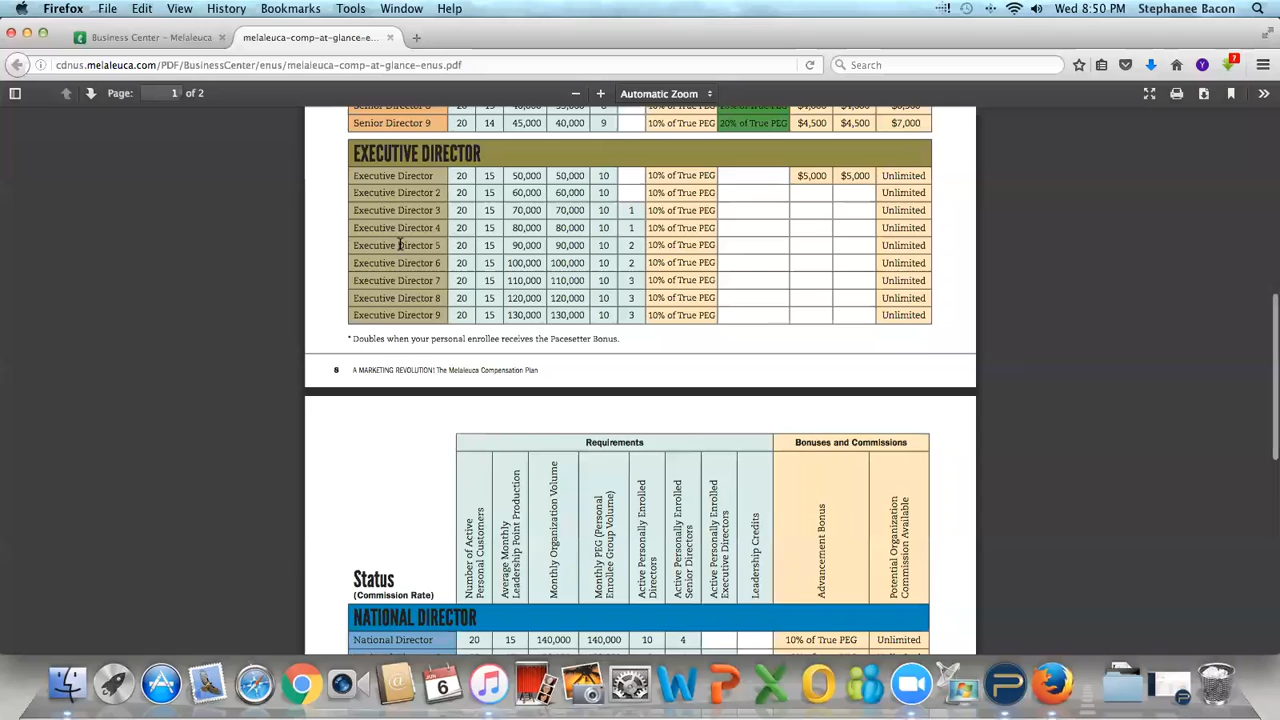 Firefox File Edit View History Bookmarks Tools Window Help Wed 8:50 PM Stephanee Bacon
Business Center - Melaleuca melaleuca-comp-at-glance-e...
cdnus.melaleuca.com/PDF/BusinessCenter/enus/melaleuca-comp-at-glance-enus.pdf Search 7
Page: 1 of 2 Automatic Zoom
Senior Director 9 20 14 45,000 40,000 9 10% of True PEG 20% of True PEG $4,500 $4,500 $7,000
EXECUTIVE DIRECTOR
Executive Director 20 15 50,000 50,000 10 10% of True PEG $5,000 $5,000 Unlimited
Executive Director 2 20 15 60,000 60,000 10 10% of True PEG Unlimited
Executive Director 3 20 15 70,000 70,000 10 1 10% of True PEG Unlimited
Executive Director 4 20 15 80,000 80,000 10 1 10% of True PEG Unlimited
Executive Director 5 20 15 90,000 90,000 10 2 10% of True PEG Unlimited
Executive Director 6 20 15 100,000 100,000 10 2 10% of True PEG Unlimited
Executive Director 7 20 15 110,000 110,000 10 3 10% of True PEG Unlimited
Executive Director 8 20 15 120,000 120,000 10 3 10% of True PEG Unlimited
Executive Director 9 20 15 130,000 130,000 10 3 10% of True PEG Unlimited
* Doubles when your personal enrollee receives the Pacesetter Bonus.
8 A MARKETING REVOLUTION! The Melaleuca Compensation Plan
Requirements Bonuses and Commissions
Number of Active
Personal Customers
Average Monthly
Leadership Point Production
Monthly Organization Volume
Monthly PEG (Personal
Enrollee Group Volume)
Active Personally Enrolled
Directors
Active Personally Enrolled
Senior Directors
Active Personally Enrolled
Executive Directors
Leadership Credits
Advancement Bonus
Potential Organization
Commission Available
Status
(Commission Rate)
NATIONAL DIRECTOR
National Director 20 15 140,000 140,000 10 4 10% of True PEG Unlimited
JUN
6